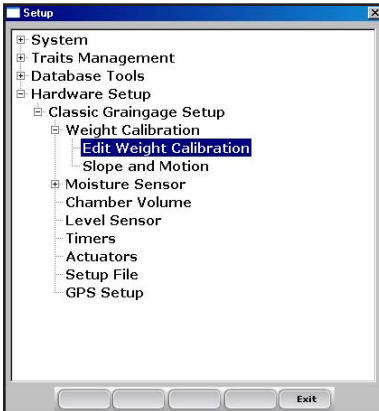 Setup
System
Traits Management
Database Tools
Hardware Setup
Classic Graingage Setup
Weight Calibration
Edit Weight Calibration
Slope and Motion
Moisture Sensor
Chamber Volume
Level Sensor
Timers
Actuators
Setup File
GPS Setup
Exit